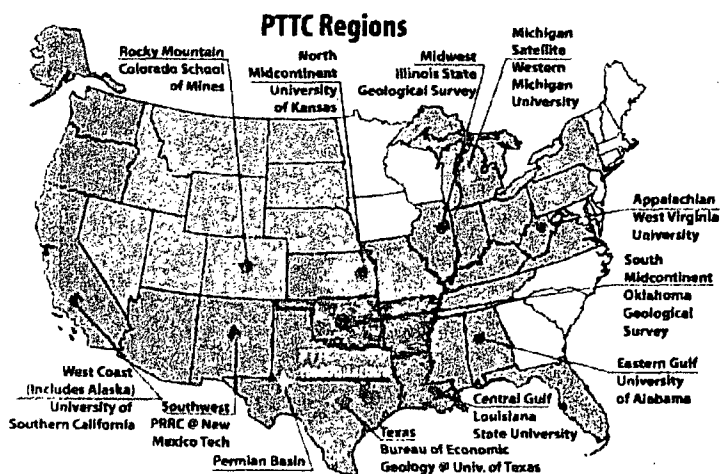 PTTC Regions
Rocky Mountain
Colorado School
of Mines
North
Midcontinent
University
of Kansas
Midwest
Illinois State
Geological Survey
Michigan
Satellite
Western
Michigan
University
Appalachian
West Virginia
University
South
Midcontinent
Oklahoma
Geological
Survey
Eastern Gulf
University
of Alabama
Central Gulf
Louisiana
State University
Texas
Bureau of Economic
Geology @ Univ. of Texas
Permian Basin
Southwest
PRRC @ New
Mexico Tech
West Coast
(Includes Alaska)
University of
Southern California